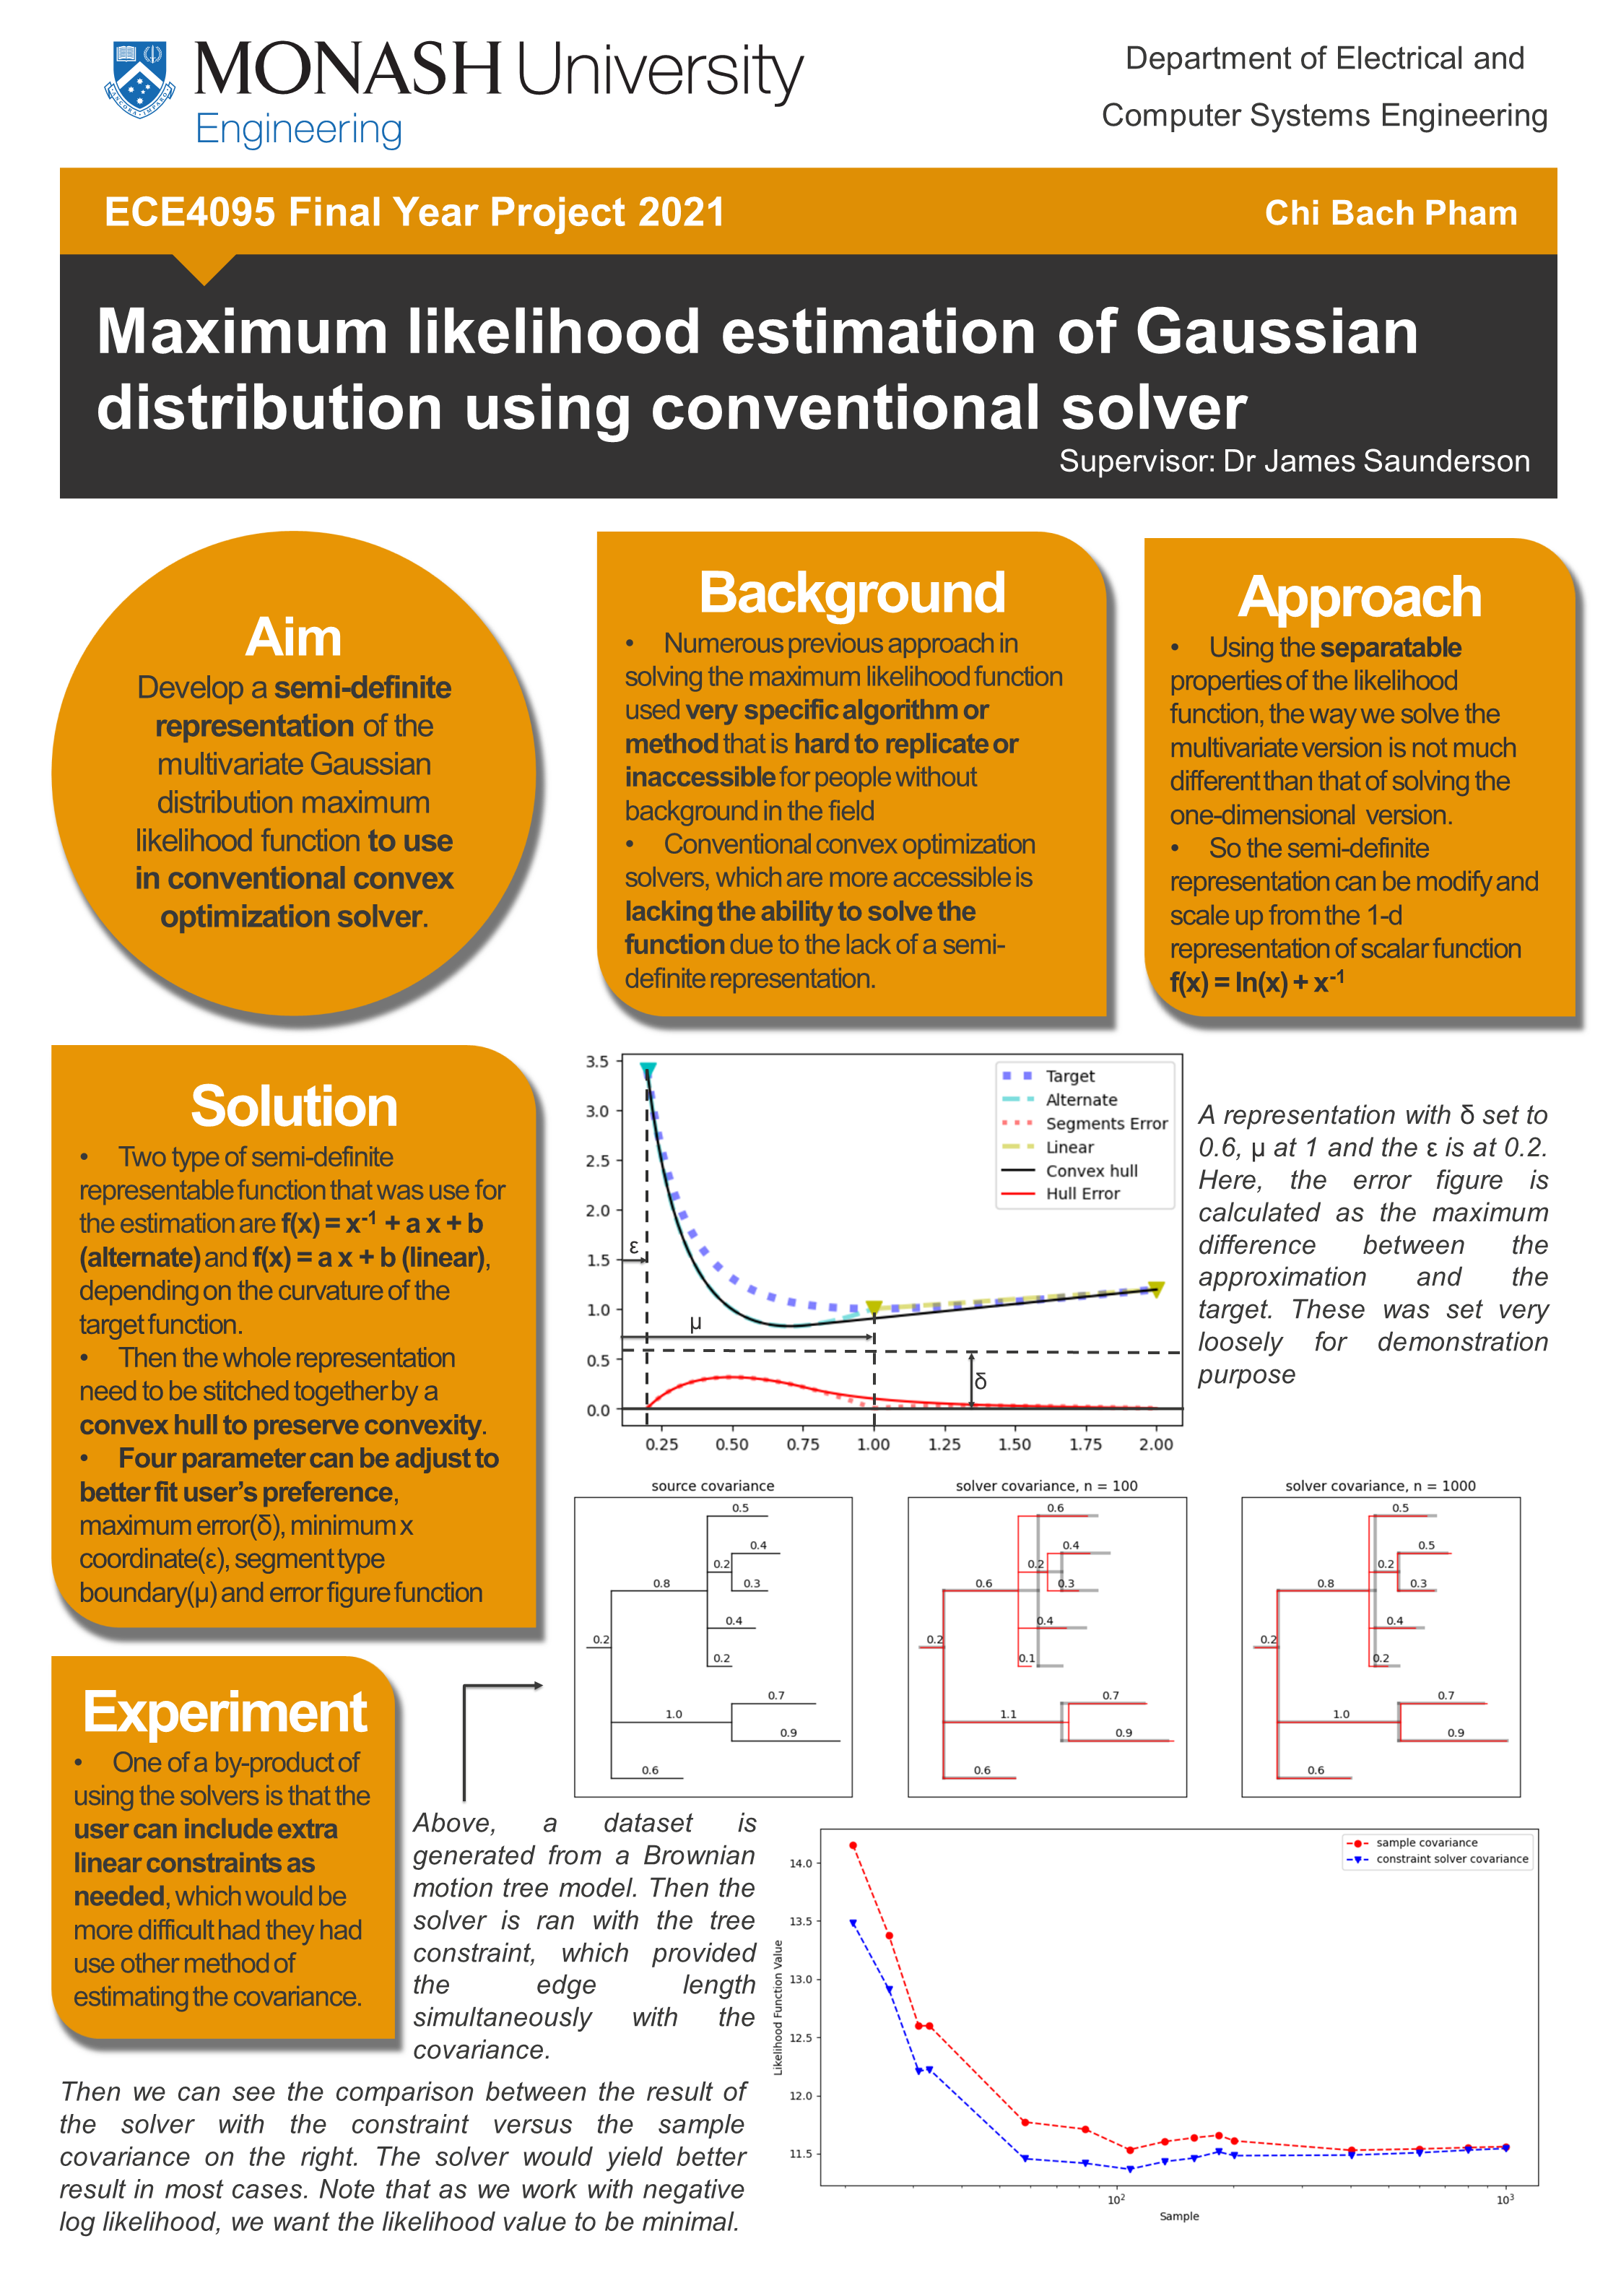 MONASH University
Engineering
Department of Electrical and
Computer Systems Engineering
ECE4095 Final Year Project 2021
Chi Bach Pham
Maximum likelihood estimation of Gaussian
distribution using conventional solver
Supervisor: Dr James Saunderson
Aim
Develop a semi-definite
representation of the
multivariate Gaussian
distribution maximum
likelihood function to use
in conventional convex
optimization solver.
Background
• Numerous previous approach in
solving the maximum likelihood function
used very specific algorithm or
method that is hard to replicate or
inaccessible for people without
background in the field
• Conventional convex optimization
solvers, which are more accessible is
lacking the ability to solve the
function due to the lack of a semi-
definite representation.
Approach
• Using the separatable
properties of the likelihood
function, the way we solve the
multivariate version is not much
different than that of solving the
one-dimensional version.
• So the semi-definite
representation can be modify and
scale up from the 1-d
representation of scalar function
f(x) = ln(x) + x⁻¹
Solution
• Two type of semi-definite
representable function that was use for
the estimation are f(x) = x⁻¹ + a x + b
(alternate) and f(x) = a x + b (linear),
depending on the curvature of the
target function.
• Then the whole representation
need to be stitched together by a
convex hull to preserve convexity.
• Four parameter can be adjust to
better fit user's preference,
maximum error(δ), minimum x
coordinate(ε), segment type
boundary(μ) and error figure function
3.5
3.0
2.5
2.0
1.5
1.0
0.5
0.0
0.25 0.50 0.75 1.00 1.25 1.50 1.75 2.00
Target
Alternate
Segments Error
Linear
Convex hull
Hull Error
ε
μ
δ
A representation with δ set to
0.6, μ at 1 and the ε is at 0.2.
Here, the error figure is
calculated as the maximum
difference between the
approximation and the
target. These was set very
loosely for demonstration
purpose
source covariance
0.5
0.4
0.2
0.3
0.8
0.4
0.2
0.2
0.7
1.0
0.9
0.6
solver covariance, n = 100
0.6
0.4
0.2
0.3
0.6
0.4
0.2
0.1
0.7
1.1
0.9
0.6
solver covariance, n = 1000
0.5
0.5
0.2
0.3
0.8
0.4
0.2
0.2
0.7
1.0
0.9
0.6
Experiment
• One of a by-product of
using the solvers is that the
user can include extra
linear constraints as
needed, which would be
more difficult had they had
use other method of
estimating the covariance.
Above, a dataset is
generated from a Brownian
motion tree model. Then the
solver is ran with the tree
constraint, which provided
the edge length
simultaneously with the
covariance.
Then we can see the comparison between the result of
the solver with the constraint versus the sample
covariance on the right. The solver would yield better
result in most cases. Note that as we work with negative
log likelihood, we want the likelihood value to be minimal.
sample covariance
constraint solver covariance
Likelihood Function Value
14.0
13.5
13.0
12.5
12.0
11.5
10² 10³
Sample